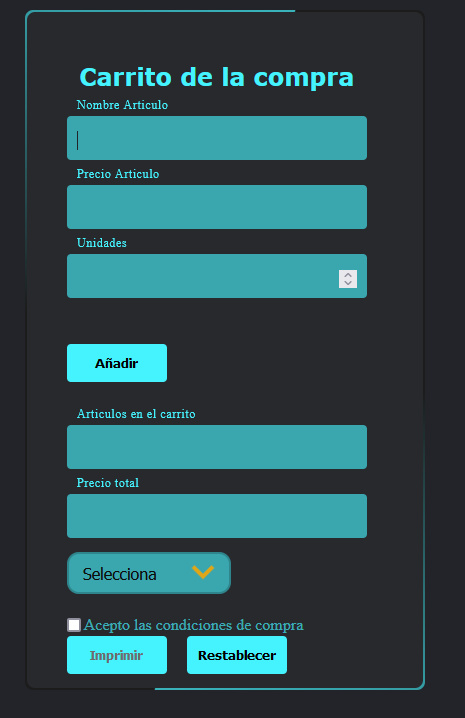 Carrito de la compra
Nombre Articulo
Precio Articulo
Unidades
Añadir
Articulos en el carrito
Precio total
Selecciona
Acepto las condiciones de compra
Imprimir Restablecer